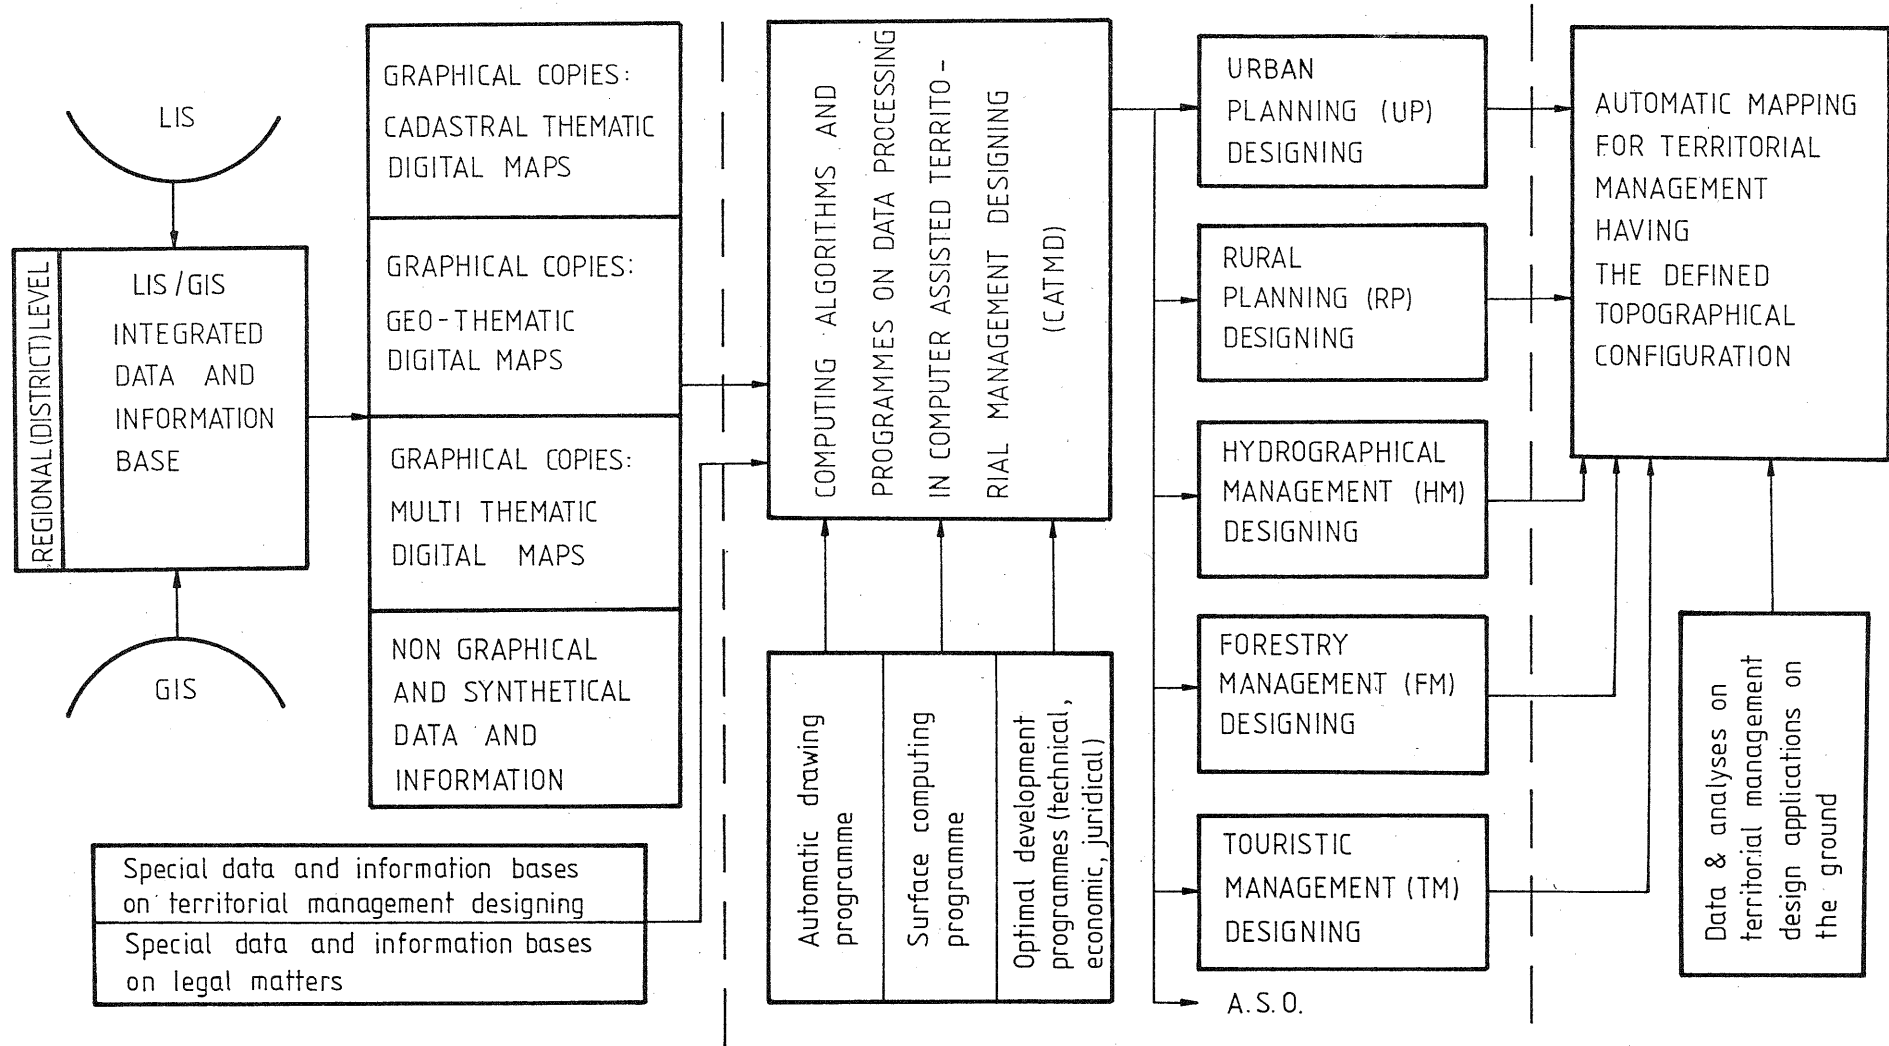 LIS
REGIONAL (DISTRICT) LEVEL
LIS / GIS
INTEGRATED
DATA AND
INFORMATION
BASE
GIS
GRAPHICAL COPIES:
CADASTRAL THEMATIC
DIGITAL MAPS
GRAPHICAL COPIES:
GEO-THEMATIC
DIGITAL MAPS
GRAPHICAL COPIES:
MULTI THEMATIC
DIGITAL MAPS
NON GRAPHICAL
AND SYNTHETICAL
DATA AND
INFORMATION
Special data and information bases
on territorial management designing
Special data and information bases
on legal matters
COMPUTING ALGORITHMS AND
PROGRAMMES ON DATA PROCESSING
IN COMPUTER ASSISTED TERRITO-
RIAL MANAGEMENT DESIGNING
(CATMD)
Automatic drawing
programme
Surface computing
programme
Optimal development
programmes (technical,
economic, juridical)
URBAN
PLANNING (UP)
DESIGNING
RURAL
PLANNING (RP)
DESIGNING
HYDROGRAPHICAL
MANAGEMENT (HM)
DESIGNING
FORESTRY
MANAGEMENT (FM)
DESIGNING
TOURISTIC
MANAGEMENT (TM)
DESIGNING
A.S.O.
AUTOMATIC MAPPING
FOR TERRITORIAL
MANAGEMENT
HAVING
THE DEFINED
TOPOGRAPHICAL
CONFIGURATION
Data & analyses on
territorial management
design applications on
the ground